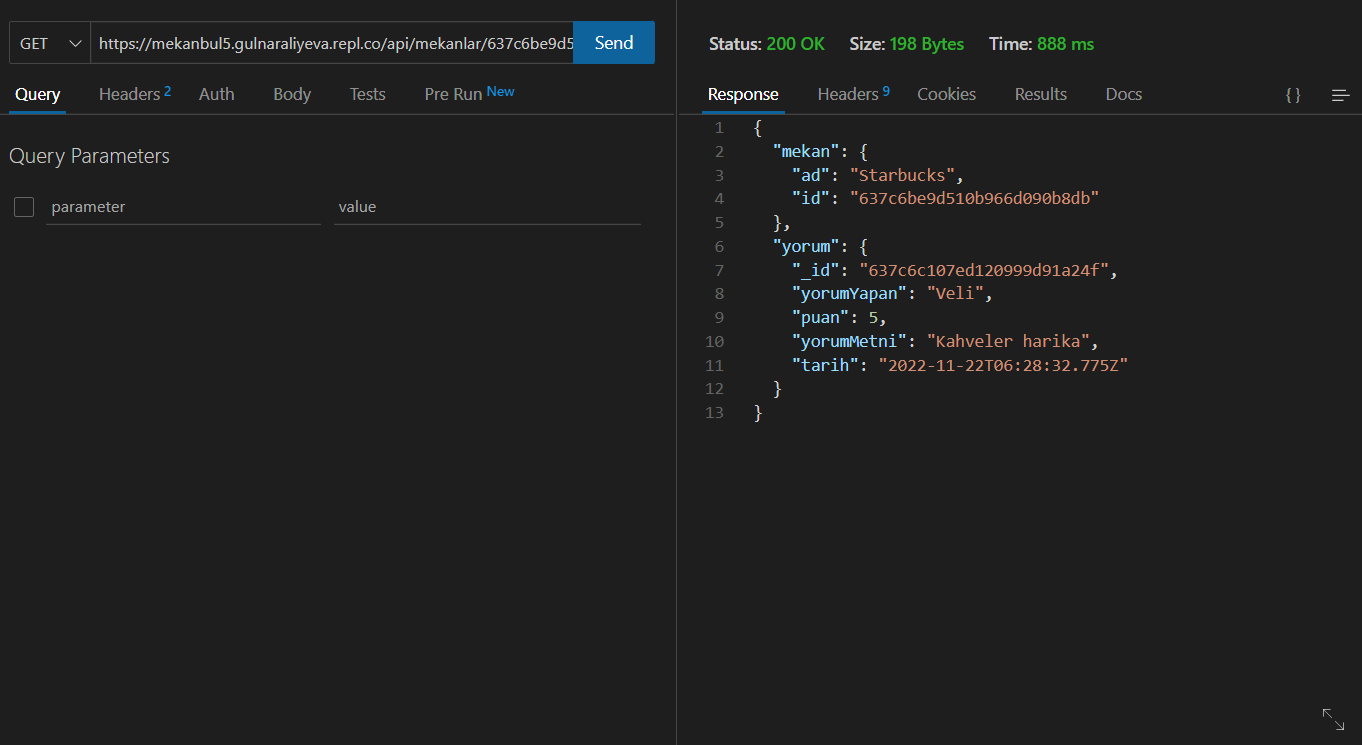 GET https://mekanbul5.gulnaraliyeva.repl.co/api/mekanlar/637c6be9d5 Send
Query Headers 2 Auth Body Tests Pre Run New
Query Parameters
parameter value
Status: 200 OK Size: 198 Bytes Time: 888 ms
Response Headers 9 Cookies Results Docs { }
1 {
2 "mekan": {
3 "ad": "Starbucks",
4 "id": "637c6be9d510b966d090b8db"
5 },
6 "yorum": {
7 "_id": "637c6c107ed120999d91a24f",
8 "yorumYapan": "Veli",
9 "puan": 5,
10 "yorumMetni": "Kahveler harika",
11 "tarih": "2022-11-22T06:28:32.775Z"
12 }
13 }